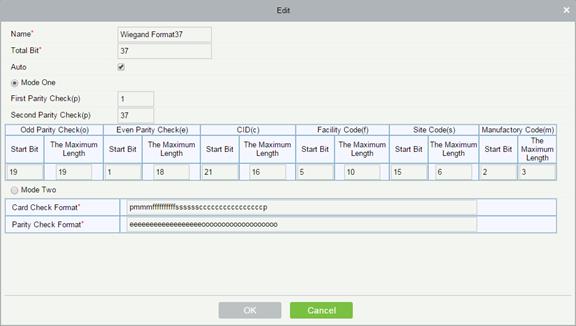 Edit
×
Name* Wiegand Format37
Total Bit* 37
Auto
Mode One
First Parity Check(p) 1
Second Parity Check(p) 37
Odd Parity Check(o) Even Parity Check(e) CID(c) Facility Code(f) Site Code(s) Manufactory Code(m)
Start Bit The Maximum Length Start Bit The Maximum Length Start Bit The Maximum Length Start Bit The Maximum Length Start Bit The Maximum Length Start Bit The Maximum Length
19 19 1 18 21 16 5 10 15 6 2 3
Mode Two
Card Check Format* pmmmffffffffffssssssccccccccccccccccp
Parity Check Format* eeeeeeeeeeeeeeeeeeooooooooooooooooooo
OK Cancel